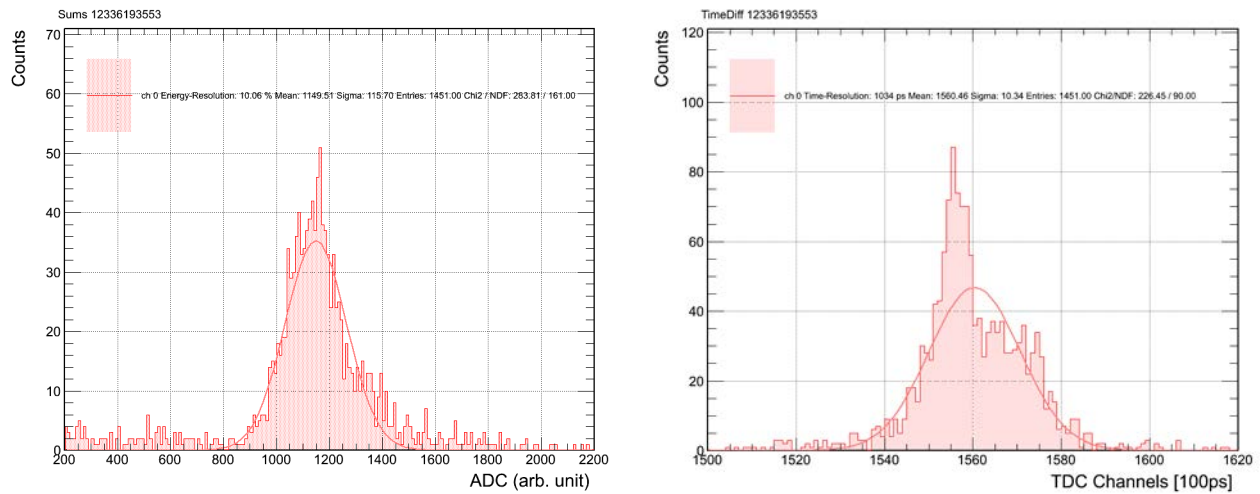 Sums 12336193553
Counts
70
60
50
40
30
20
10
0
ch 0 Energy-Resolution: 10.06 % Mean: 1149.51 Sigma: 115.70 Entries: 1451.00 Chi2 / NDF: 283.81 / 161.00
200 400 600 800 1000 1200 1400 1600 1800 2000 2200
ADC (arb. unit)
TimeDiff 12336193553
Counts
120
100
80
60
40
20
0
ch 0 Time-Resolution: 1034 ps Mean: 1560.46 Sigma: 10.34 Entries: 1451.00 Chi2/NDF: 226.45 / 90.00
1500 1520 1540 1560 1580 1600 1620
TDC Channels [100ps]